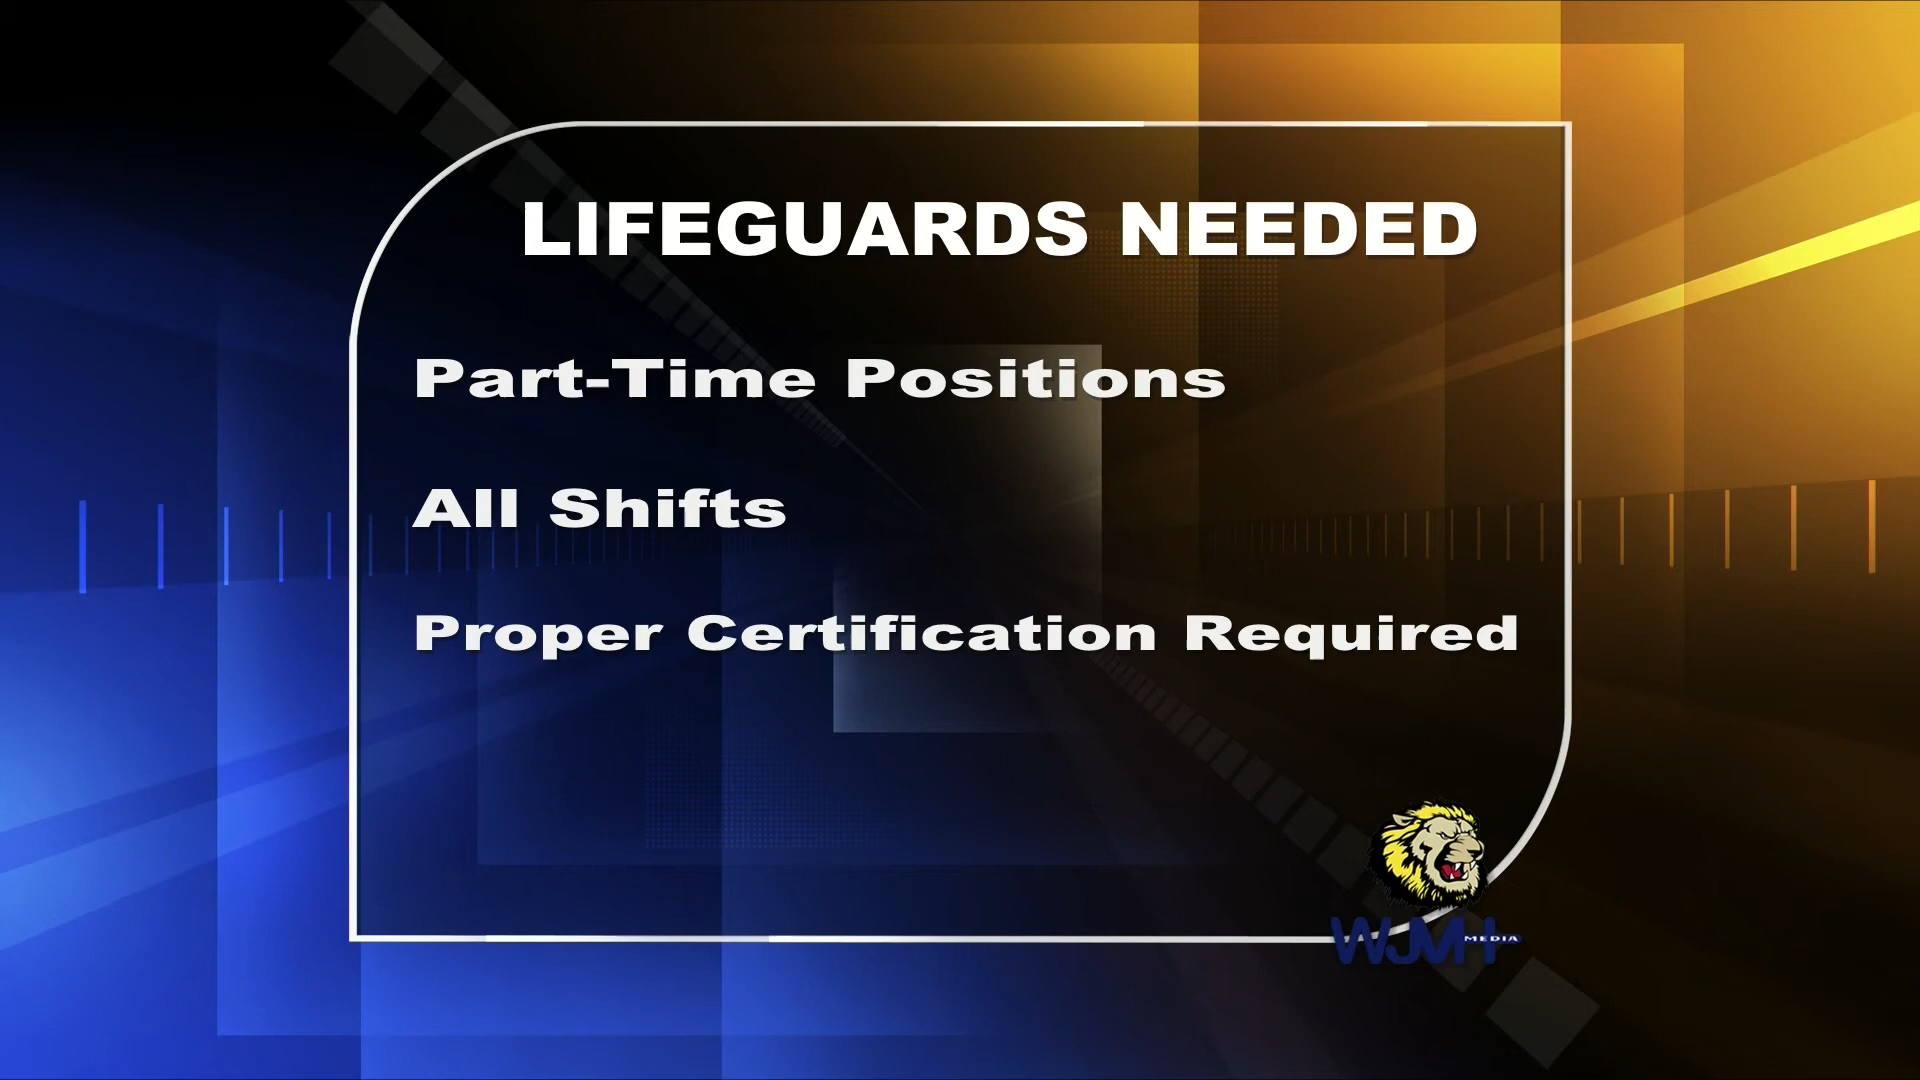 LIFEGUARDS NEEDED
Part-Time Positions
All Shifts
Proper Certification Required
WJMH MEDIA